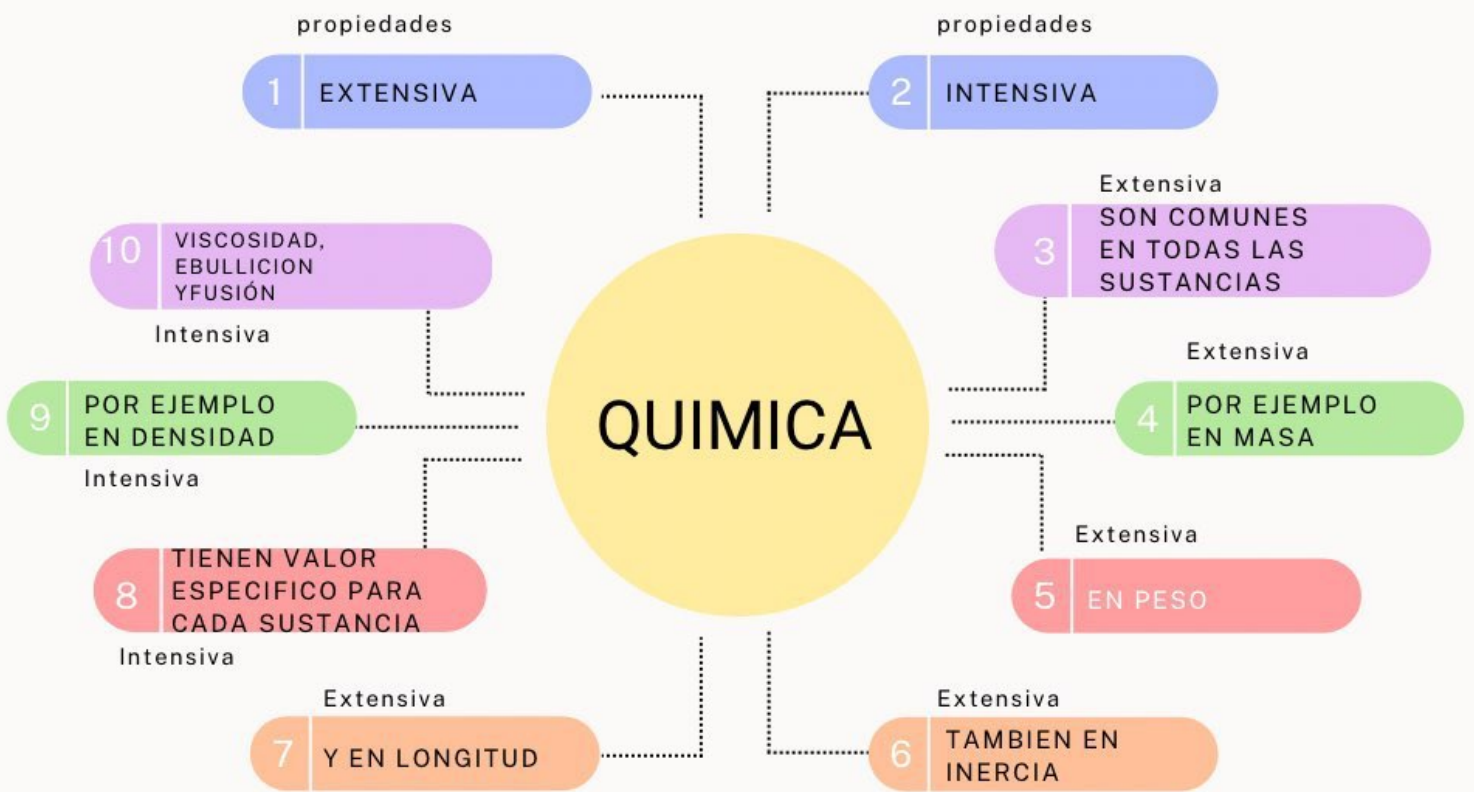 propiedades
1 EXTENSIVA
propiedades
2 INTENSIVA
Extensiva
3 SON COMUNES
EN TODAS LAS
SUSTANCIAS
Extensiva
4 POR EJEMPLO
EN MASA
Extensiva
5 EN PESO
Extensiva
6 TAMBIEN EN
INERCIA
Extensiva
7 Y EN LONGITUD
8 TIENEN VALOR
ESPECIFICO PARA
CADA SUSTANCIA
Intensiva
9 POR EJEMPLO
EN DENSIDAD
Intensiva
10 VISCOSIDAD,
EBULLICION
YFUSIÓN
Intensiva
QUIMICA